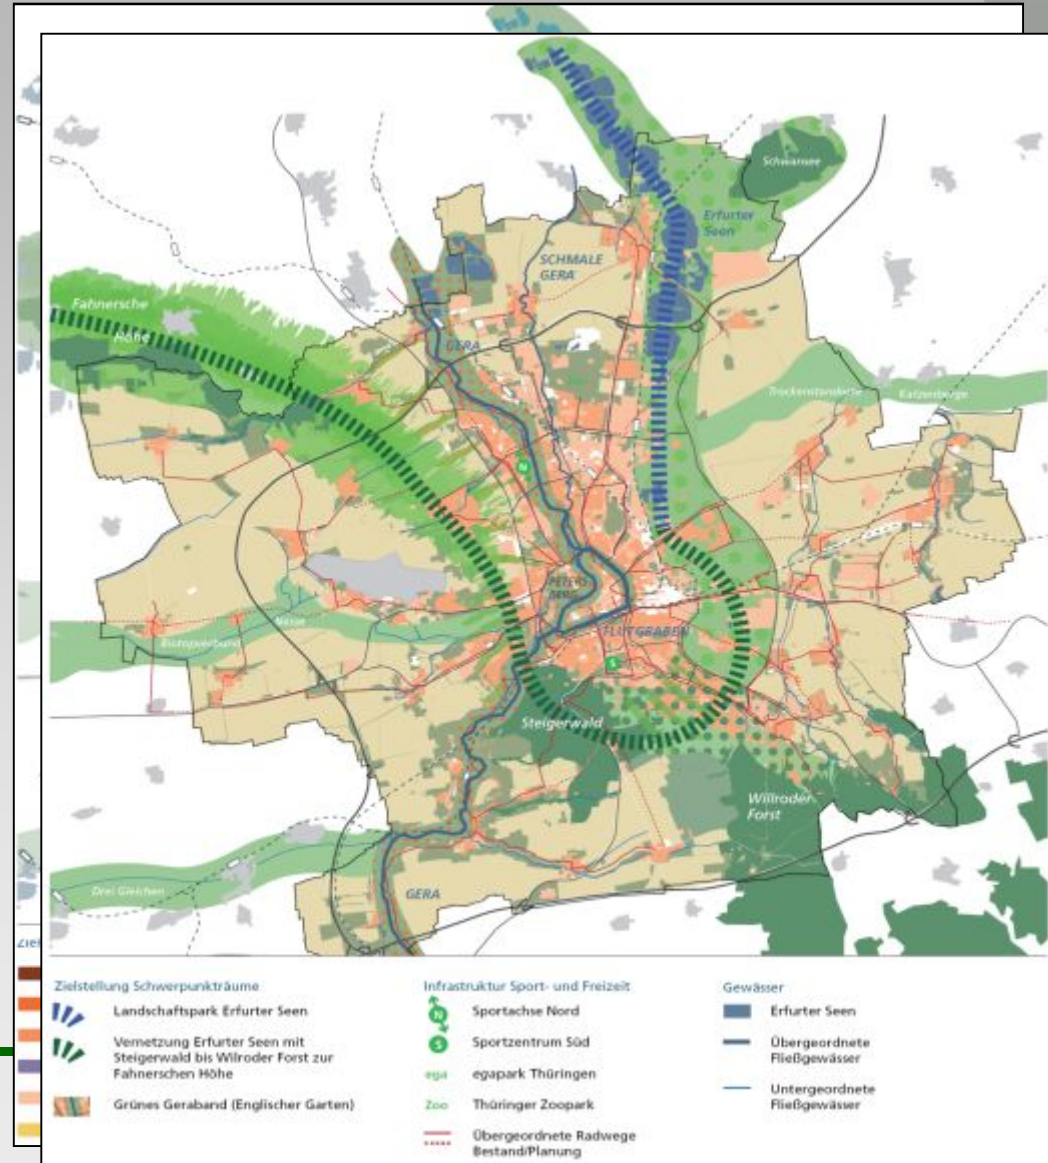 Schwansee
Erfurter
Seen
SCHMALE
GERA
Fahnersche
Höhe
GERA
Trockenstandorte
Katzenberge
N
PETERS
BERG
Nesse
Biotopverbund
FLUTGRABEN
S
Steigerwald
Willroder
Forst
Drei Gleichen
GERA
Ziel
Zielstellung Schwerpunkträume
Landschaftspark Erfurter Seen
Vernetzung Erfurter Seen mit
Steigerwald bis Wilroder Forst zur
Fahnerschen Höhe
Grünes Geraband (Englischer Garten)
Infrastruktur Sport- und Freizeit
N Sportachse Nord
S Sportzentrum Süd
ega egapark Thüringen
Zoo Thüringer Zoopark
Übergeordnete Radwege
Bestand/Planung
Gewässer
Erfurter Seen
Übergeordnete
Fließgewässer
Untergeordnete
Fließgewässer